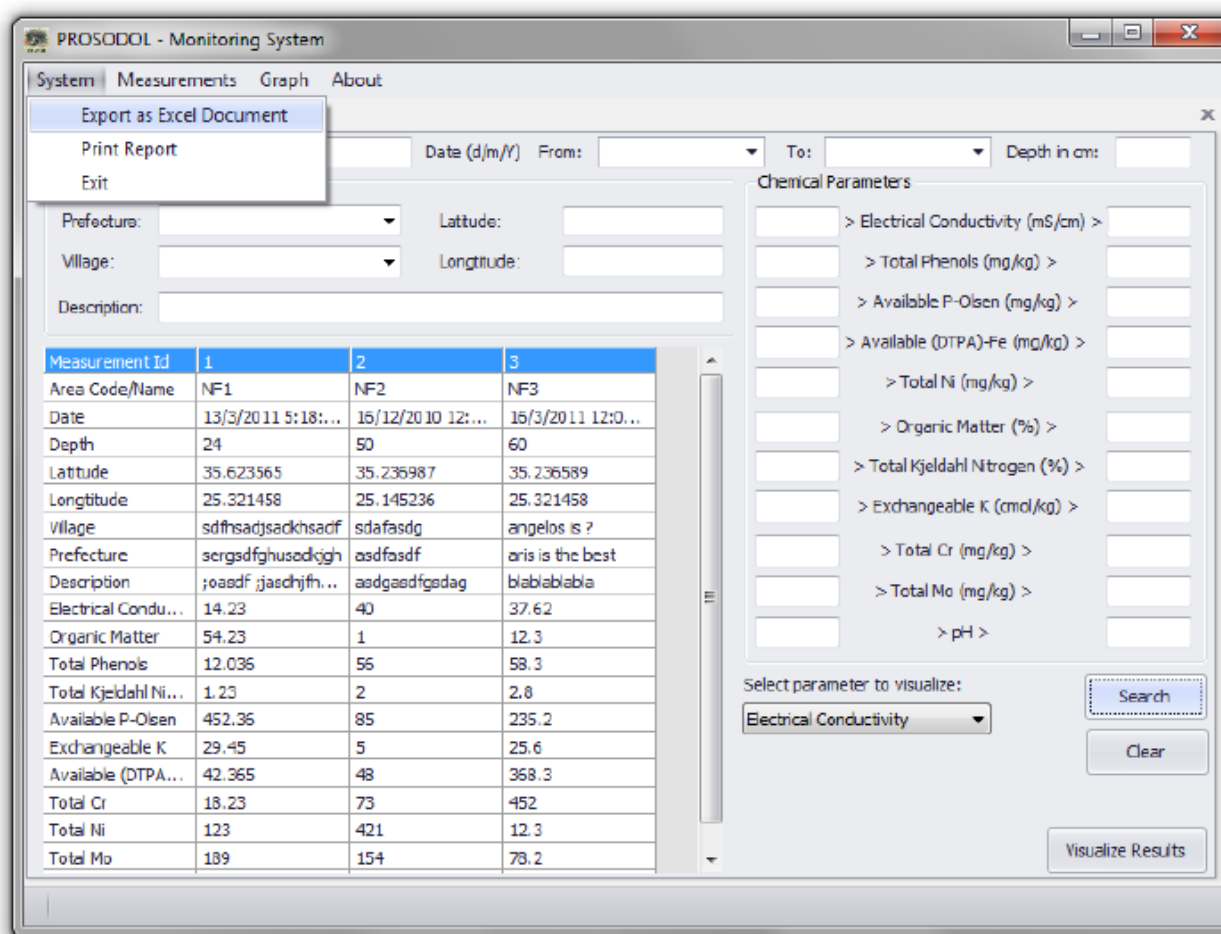 PROSODOL - Monitoring System
System Measurements Graph About
Export as Excel Document
Print Report
Exit
Date (d/m/Y) From: To: Depth in cm:
Prefecture: Lattude:
Village: Longtitude:
Description:
Chemical Parameters
> Electrical Conductivity (mS/cm) >
> Total Phenols (mg/kg) >
> Available P-Olsen (mg/kg) >
> Available (DTPA)-Fe (mg/kg) >
> Total Ni (mg/kg) >
> Organic Matter (%) >
> Total Kjeldahl Nitrogen (%) >
> Exchangeable K (cmol/kg) >
> Total Cr (mg/kg) >
> Total Mo (mg/kg) >
> pH >
Measurement Id 1 2 3
Area Code/Name NF1 NF2 NF3
Date 13/3/2011 5:18:... 16/12/2010 12:... 16/3/2011 12:0...
Depth 24 50 60
Latitude 35.623565 35.236987 35.236589
Longtitude 25.321458 25.145236 25.321458
Village sdfhsadjsadkhsadf sdafasdg angelos is ?
Prefecture sergsdfghusadkjgh asdfasdf aris is the best
Description ;oasdf ;jasdhjfh... asdgasdfgsdag blablablabla
Electrical Condu... 14.23 40 37.62
Organic Matter 54.23 1 12.3
Total Phenols 12.036 56 58.3
Total Kjeldahl Ni... 1.23 2 2.8
Available P-Olsen 452.36 85 235.2
Exchangeable K 29.45 5 25.6
Available (DTPA... 42.365 48 368.3
Total Cr 18.23 73 452
Total Ni 123 421 12.3
Total Mo 189 154 78.2
Select parameter to visualize:
Electrical Conductivity
Search
Clear
Visualize Results